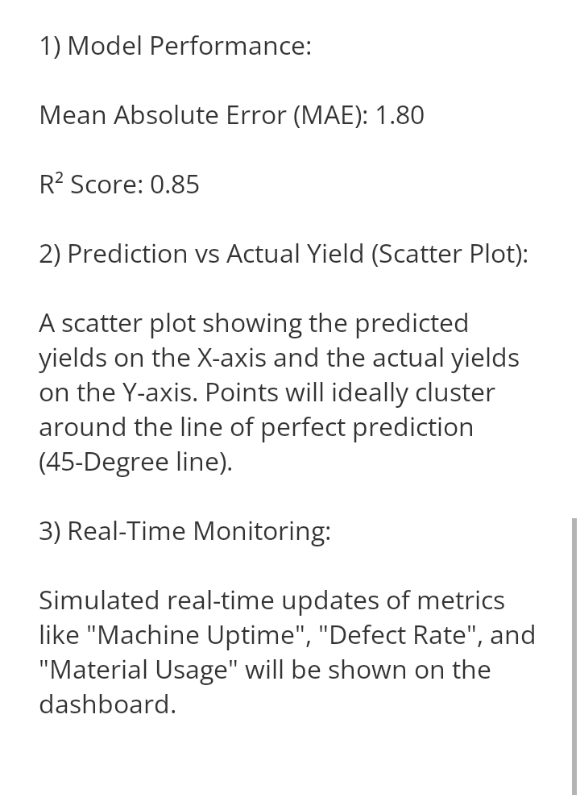 1) Model Performance:
Mean Absolute Error (MAE): 1.80
R² Score: 0.85
2) Prediction vs Actual Yield (Scatter Plot):
A scatter plot showing the predicted
yields on the X-axis and the actual yields
on the Y-axis. Points will ideally cluster
around the line of perfect prediction
(45-Degree line).
3) Real-Time Monitoring:
Simulated real-time updates of metrics
like "Machine Uptime", "Defect Rate", and
"Material Usage" will be shown on the
dashboard.